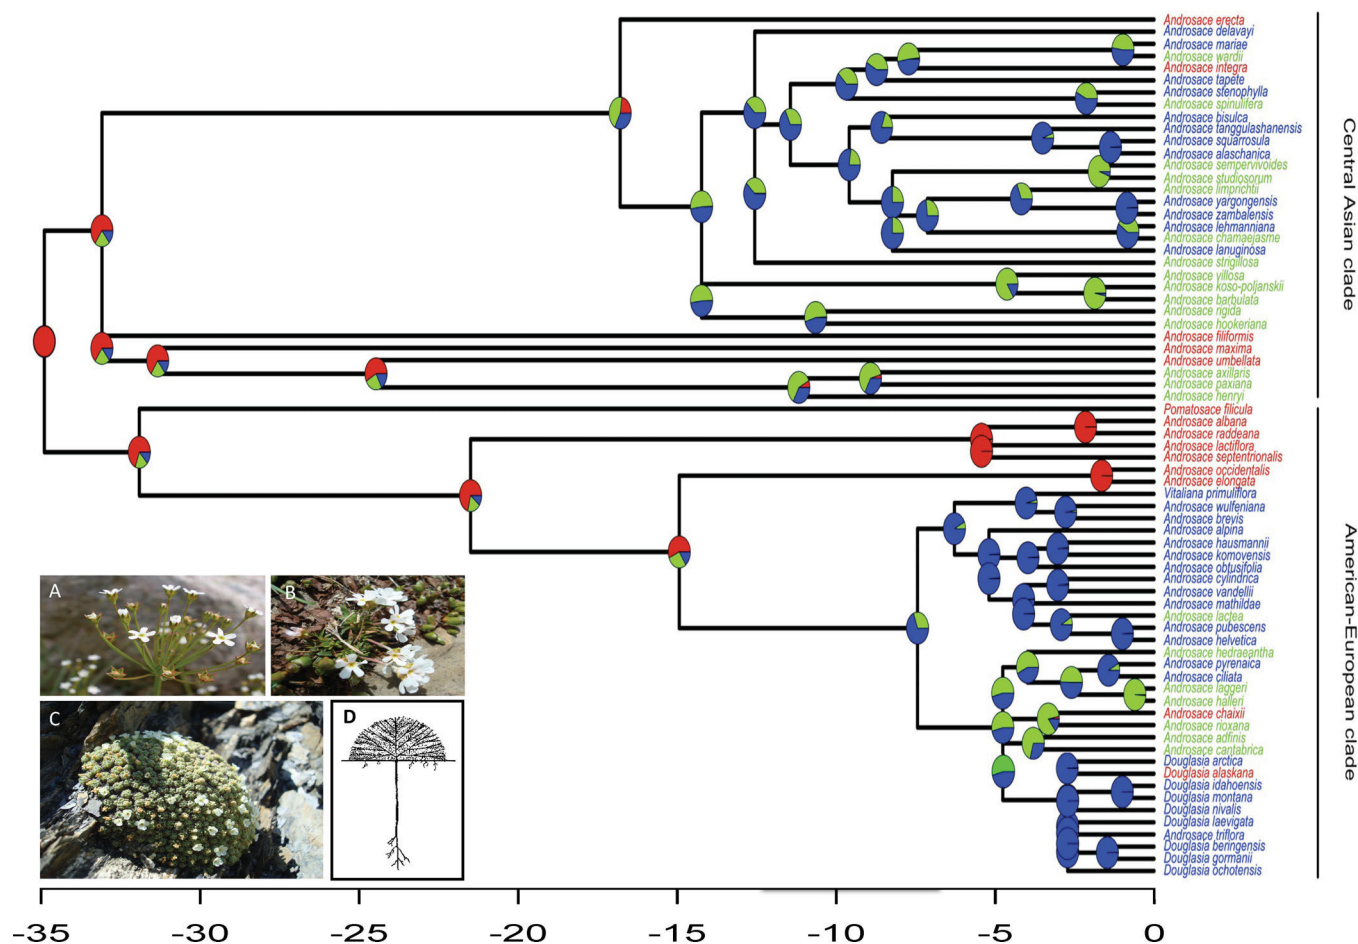 Androsace erecta
Androsace delavayi
Androsace mariae
Androsace wardii
Androsace integra
Androsace tapete
Androsace stenophylla
Androsace spinulifera
Androsace bisulca
Androsace tanggulashanensis
Androsace squarrosula
Androsace alaschanica
Androsace sempervivoides
Androsace studiosorum
Androsace limprichtii
Androsace yargongensis
Androsace zambalensis
Androsace lehmanniana
Androsace chamaejasme
Androsace lanuginosa
Androsace strigillosa
Androsace villosa
Androsace koso-poljanskii
Androsace barbulata
Androsace rigida
Androsace hookeriana
Androsace filiformis
Androsace maxima
Androsace umbellata
Androsace axillaris
Androsace paxiana
Androsace henryi
Central Asian clade
Pomatosace filicula
Androsace albana
Androsace raddeana
Androsace lactiflora
Androsace septentrionalis
Androsace occidentalis
Androsace elongata
Vitaliana primuliflora
Androsace wulfeniana
Androsace brevis
Androsace alpina
Androsace hausmannii
Androsace komovensis
Androsace obtusifolia
Androsace cylindrica
Androsace vandellii
Androsace mathildae
Androsace lactea
Androsace pubescens
Androsace helvetica
Androsace hedraeantha
Androsace pyrenaica
Androsace ciliata
Androsace laggeri
Androsace halleri
Androsace chaixii
Androsace rioxana
Androsace adfinis
Androsace cantabrica
Douglasia arctica
Douglasia alaskana
Douglasia idahoensis
Douglasia montana
Douglasia nivalis
Douglasia laevigata
Androsace triflora
Douglasia beringensis
Douglasia gormanii
Douglasia ochotensis
American-European clade
A
B
C
D
-35 -30 -25 -20 -15 -10 -5 0